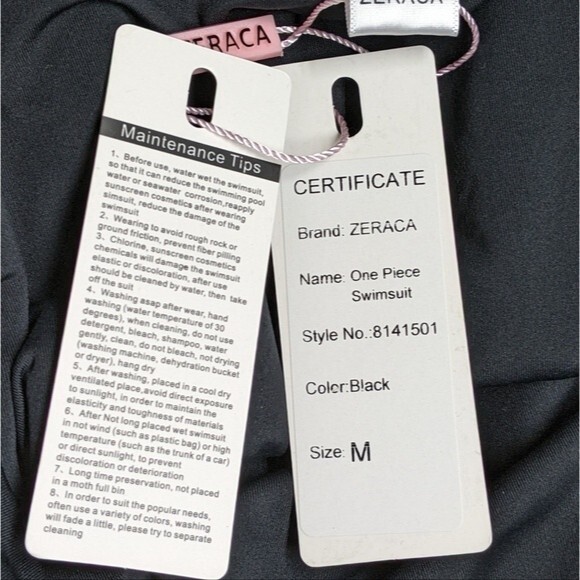 ZERACA
ZERACA
Maintenance Tips
1、Before use, water wet the swimsuit,
so that it can reduce the swimming pool
water or seawater corrosion,reapply
sunscreen cosmetics after wearing
simsuit, reduce the damage of the
swimsuit
2、Wearing to avoid rough rock or
ground friction, prevent fiber pilling
3、Chlorine, sunscreen cosmetics
chemicals will damage the swimsuit
elastic or discoloration, after use
should be cleaned by water, then take
off the suit
4、Washing asap after wear, hand
washing (water temperature of 30
degrees), when cleaning, do not use
detergent, bleach, shampoo, water
gently, clean, do not bleach, not drying
(washing machine, dehydration bucket
or dryer), hang dry
5、After washing, placed in a cool dry
ventilated place,avoid direct exposure
to sunlight, in order to maintain the
elasticity and toughness of materials
6、After Not long placed wet swimsuit
in not wind (such as plastic bag) or high
temperature (such as the trunk of a car)
or direct sunlight, to prevent
discoloration or deterioration
7、Long time preservation, not placed
in a moth full bin
8、In order to suit the popular needs,
often use a variety of colors, washing
will fade a little, please try to separate
cleaning
CERTIFICATE
Brand: ZERACA
Name: One Piece
Swimsuit
Style No.:8141501
Color:Black
Size: M